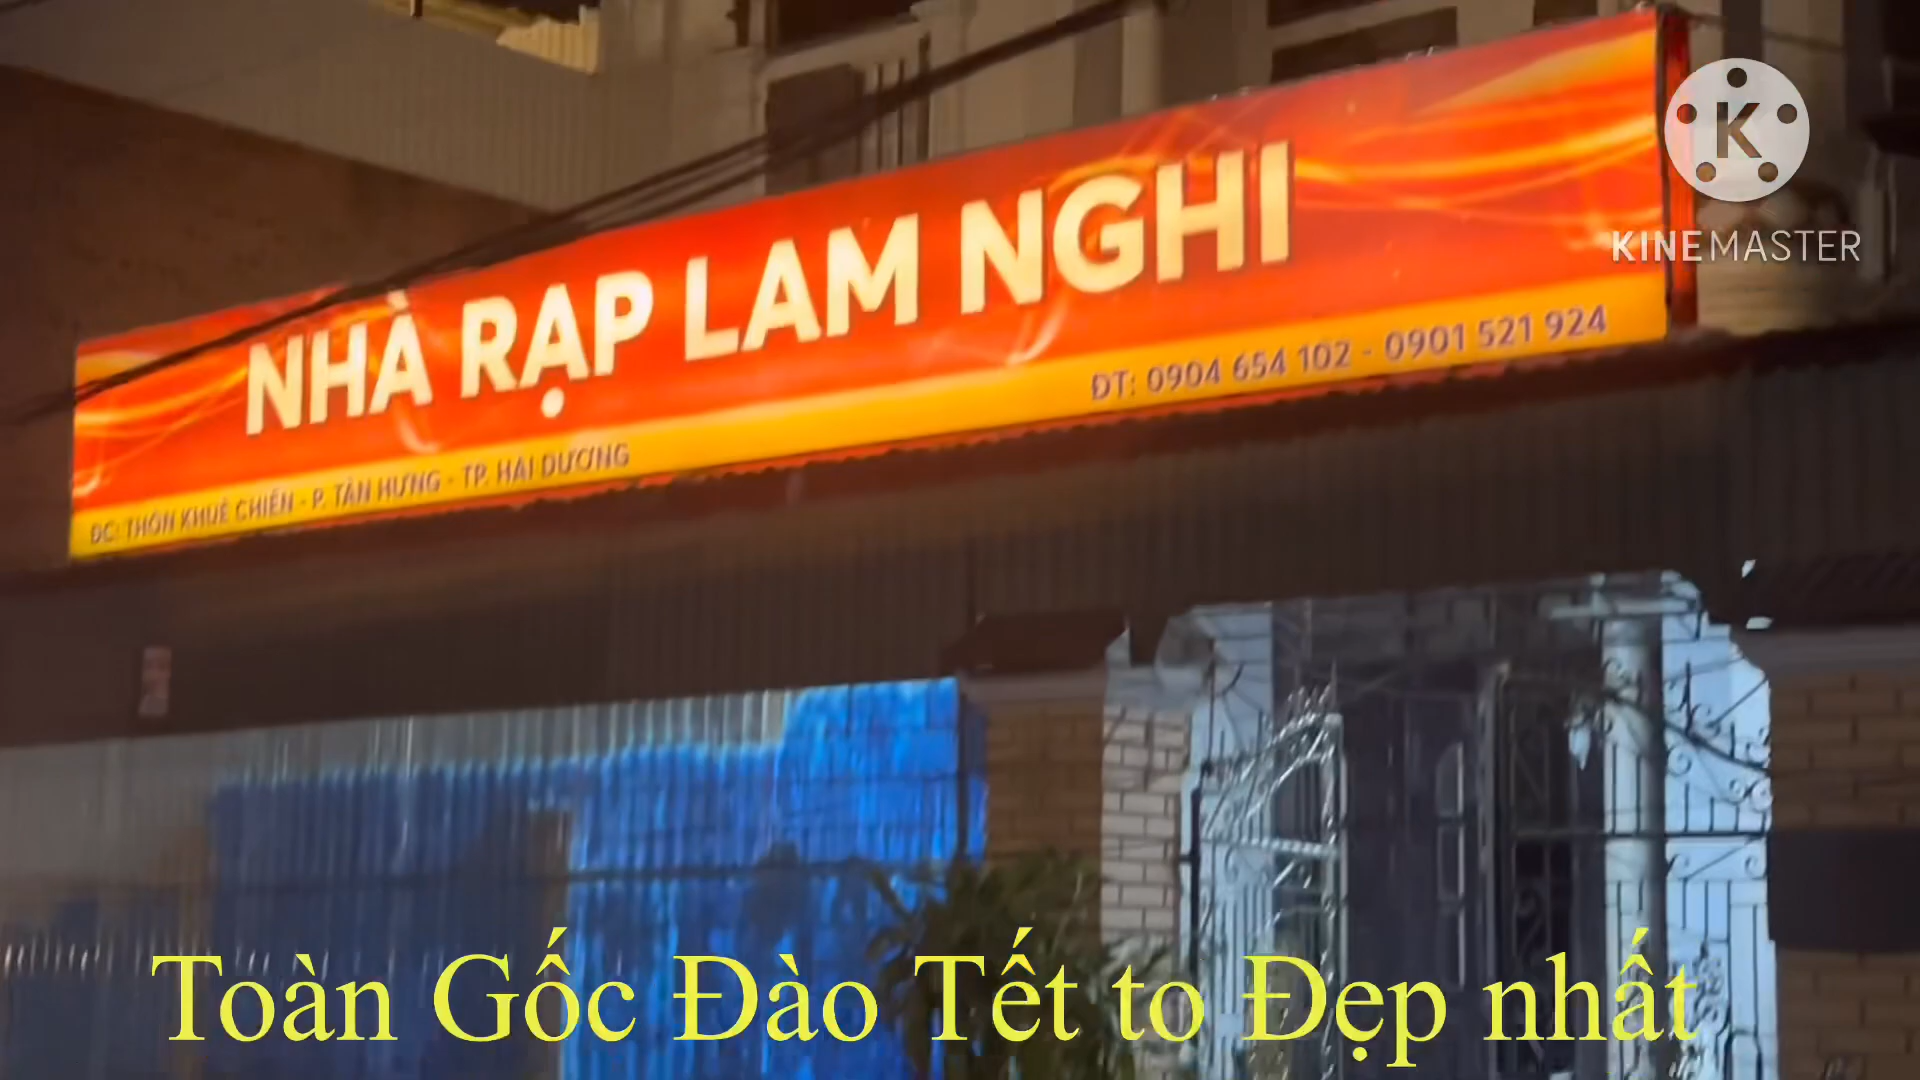 NHÀ RẠP LAM NGHI
ĐC: THÔN KHUÊ CHIỀN - P. TÂN HƯNG - TP. HẢI DƯƠNG
ĐT: 0904 654 102 - 0901 521 924
K
KINEMASTER
Toàn Gốc Đào Tết to Đẹp nhất